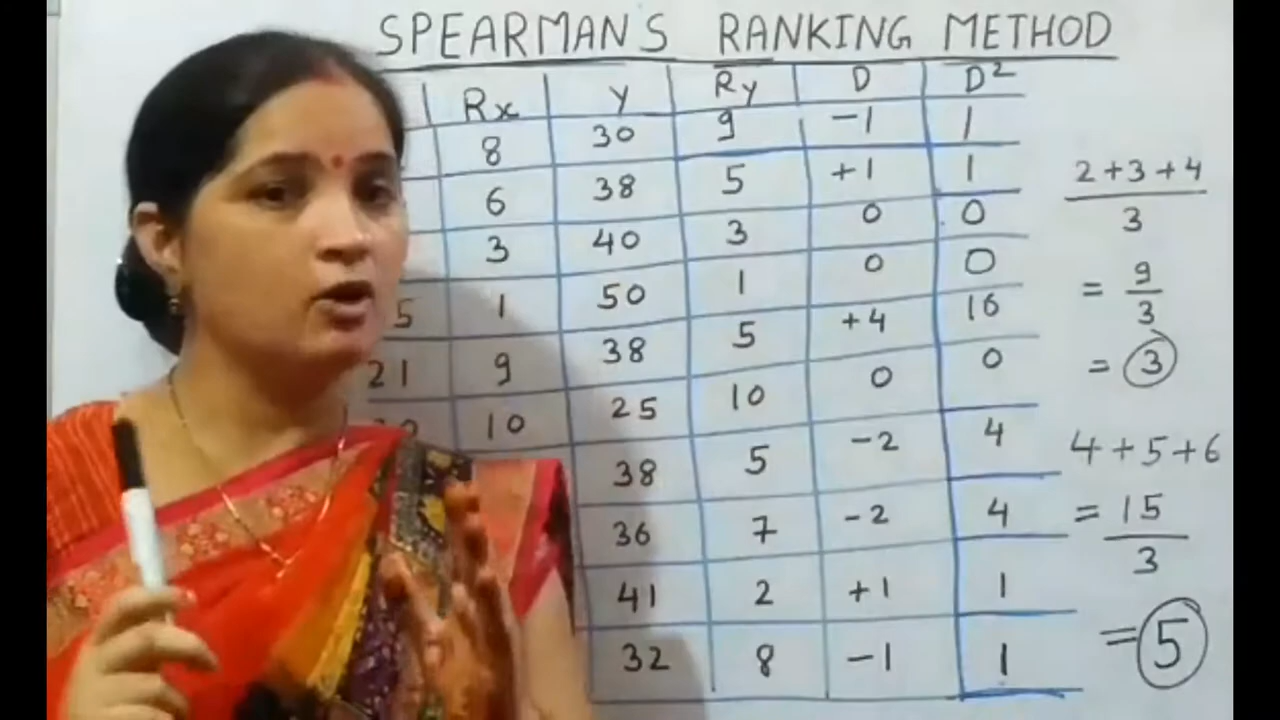 SPEARMAN'S RANKING METHOD
Rx y Ry D D²
8 30 9 -1 1
6 38 5 +1 1
3 40 3 0 0
5 1 50 1 0 0
21 9 38 5 +4 16
10 25 10 0 0
38 5 -2 4
36 7 -2 4
41 2 +1 1
32 8 -1 1
2+3+4
3
= 9
3
= 3
4+5+6
= 15
3
= 5